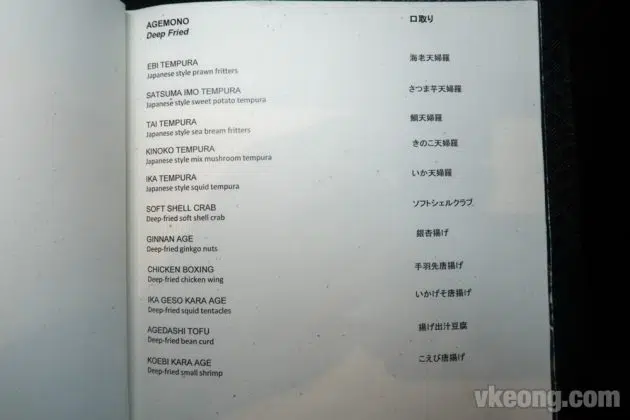 AGEMONO 口取り
Deep Fried
EBI TEMPURA 海老天婦羅
Japanese style prawn fritters
SATSUMA IMO TEMPURA さつま芋天婦羅
Japanese style sweet potato tempura
TAI TEMPURA 鯛天婦羅
Japanese style sea bream fritters
KINOKO TEMPURA きのこ天婦羅
Japanese style mix mushroom tempura
IKA TEMPURA いか天婦羅
Japanese style squid tempura
SOFT SHELL CRAB ソフトシェルクラブ
Deep-fried soft shell crab
GINNAN AGE 銀杏揚げ
Deep-fried ginkgo nuts
CHICKEN BOXING 手羽先唐揚げ
Deep-fried chicken wing
IKA GESO KARA AGE いかげそ唐揚げ
Deep-fried squid tentacles
AGEDASHI TOFU 揚げ出汁豆腐
Deep-fried bean curd
KOEBI KARA AGE こえび唐揚げ
Deep-fried small shrimp
vkeong.com